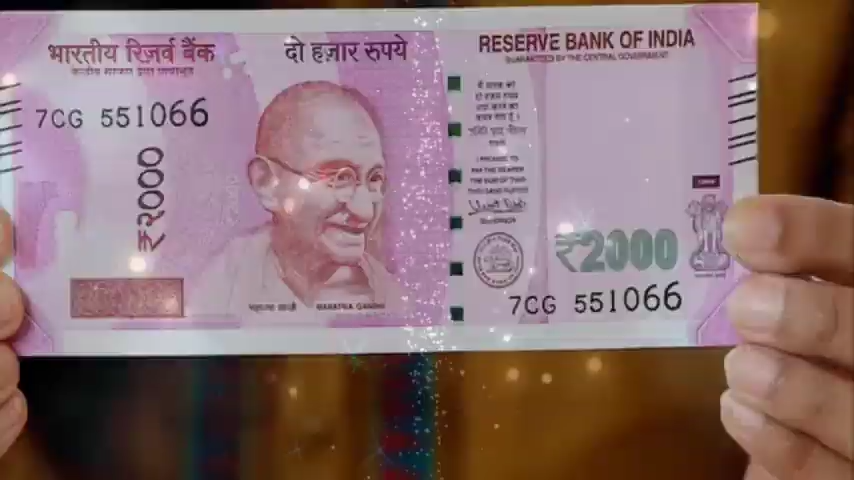 भारतीय रिज़र्व बैंक
दो हज़ार रुपये
RESERVE BANK OF INDIA
GUARANTEED BY THE CENTRAL GOVERNMENT
7CG 551066
₹२०००
महात्मा गांधी
MAHATMA GANDHI
I PROMISE TO
PAY THE BEARER
THE SUM OF TWO
THOUSAND RUPEES
₹2000
7CG 551066